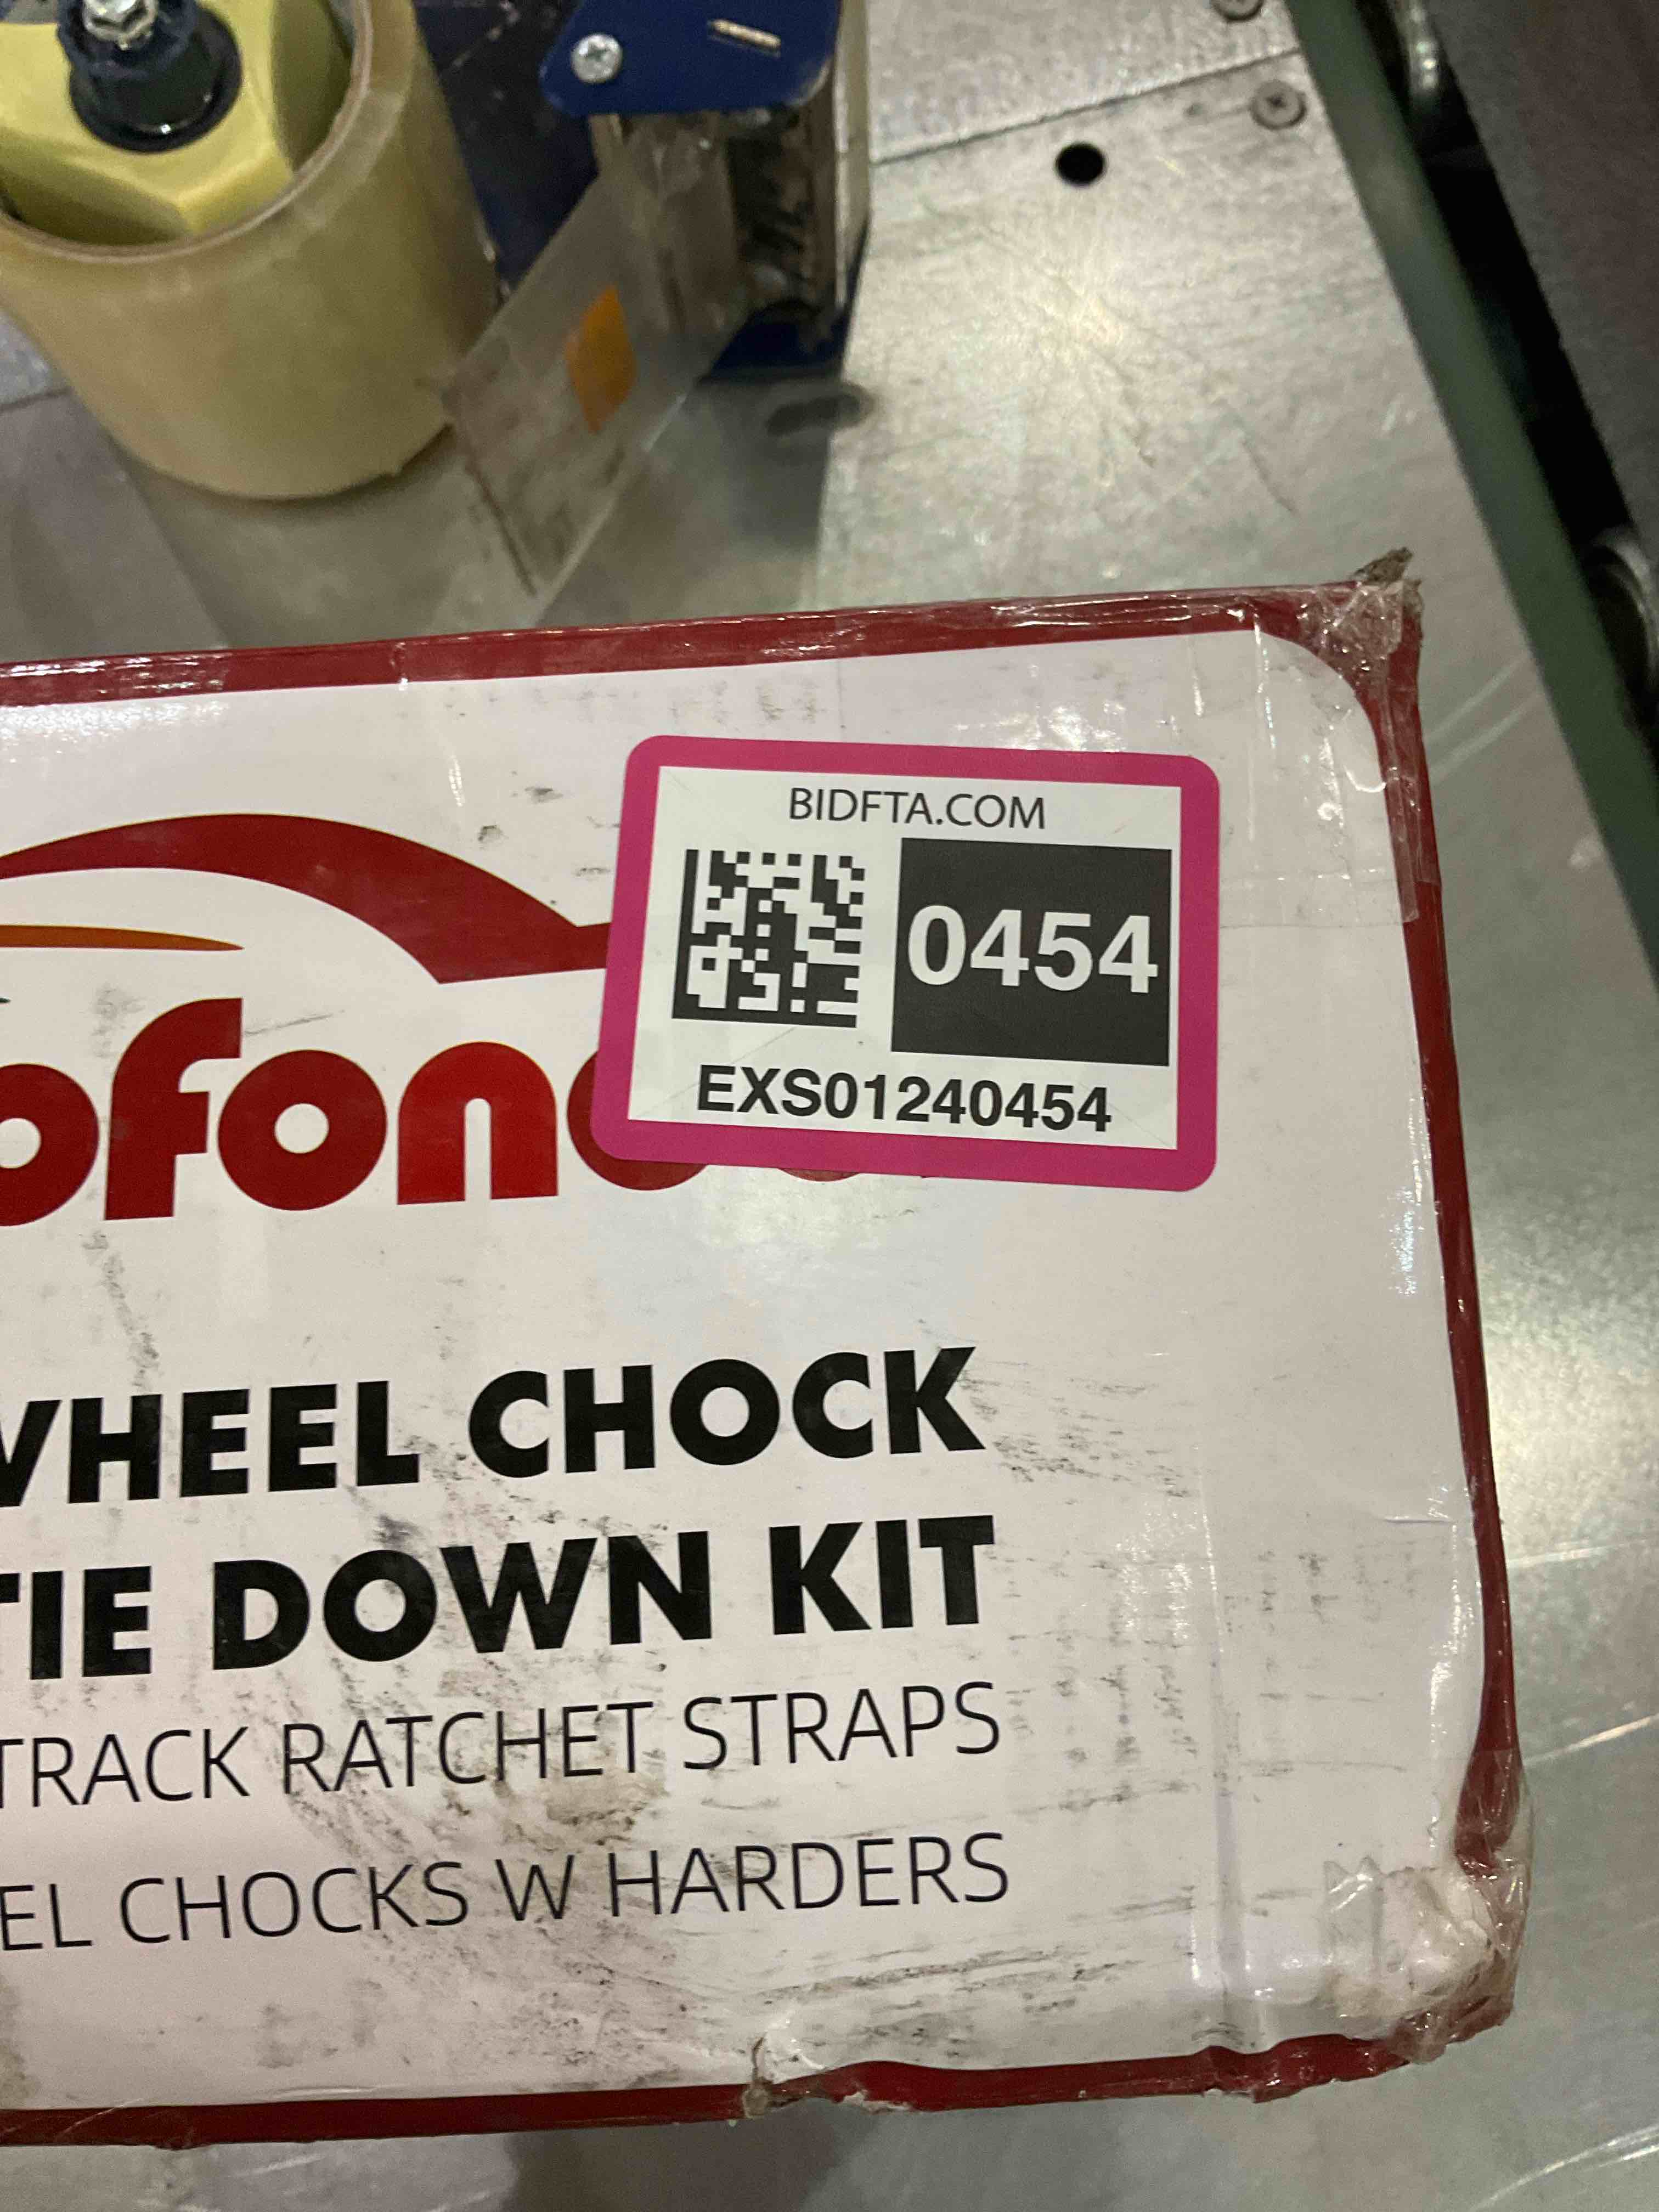 BIDFTA.COM
0454
EXS01240454
WHEEL CHOCK
TIE DOWN KIT
TRACK RATCHET STRAPS
EL CHOCKS W HARDERS